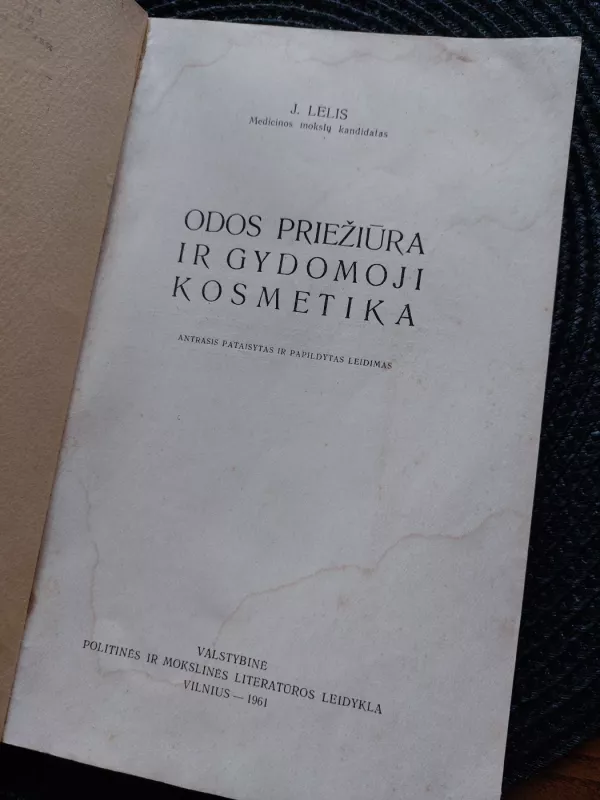 J. LELIS
Medicinos mokslų kandidatas
ODOS PRIEŽIŪRA
IR GYDOMOJI
KOSMETIKA
ANTRASIS PATAISYTAS IR PAPILDYTAS LEIDIMAS
VALSTYBINĖ
POLITINĖS IR MOKSLINĖS LITERATŪROS LEIDYKLA
VILNIUS — 1961